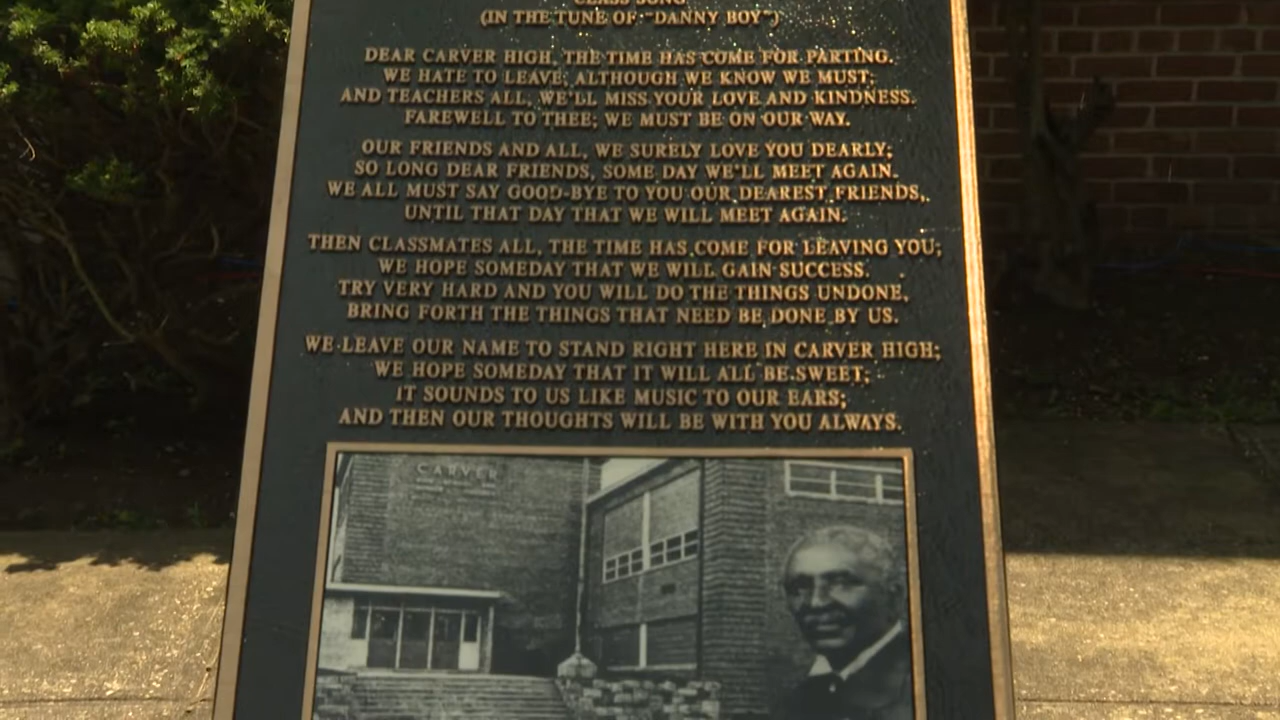 CLASS SONG
(IN THE TUNE OF "DANNY BOY")
DEAR CARVER HIGH, THE TIME HAS COME FOR PARTING.
WE HATE TO LEAVE; ALTHOUGH WE KNOW WE MUST;
AND TEACHERS ALL, WE'LL MISS YOUR LOVE AND KINDNESS.
FAREWELL TO THEE; WE MUST BE ON OUR WAY.
OUR FRIENDS AND ALL, WE SURELY LOVE YOU DEARLY;
SO LONG DEAR FRIENDS, SOME DAY WE'LL MEET AGAIN.
WE ALL MUST SAY GOOD-BYE TO YOU OUR DEAREST FRIENDS,
UNTIL THAT DAY THAT WE WILL MEET AGAIN.
THEN CLASSMATES ALL, THE TIME HAS COME FOR LEAVING YOU;
WE HOPE SOMEDAY THAT WE WILL GAIN SUCCESS.
TRY VERY HARD AND YOU WILL DO THE THINGS UNDONE,
BRING FORTH THE THINGS THAT NEED BE DONE BY US.
WE LEAVE OUR NAME TO STAND RIGHT HERE IN CARVER HIGH;
WE HOPE SOMEDAY THAT IT WILL ALL BE SWEET;
IT SOUNDS TO US LIKE MUSIC TO OUR EARS;
AND THEN OUR THOUGHTS WILL BE WITH YOU ALWAYS.
CARVER